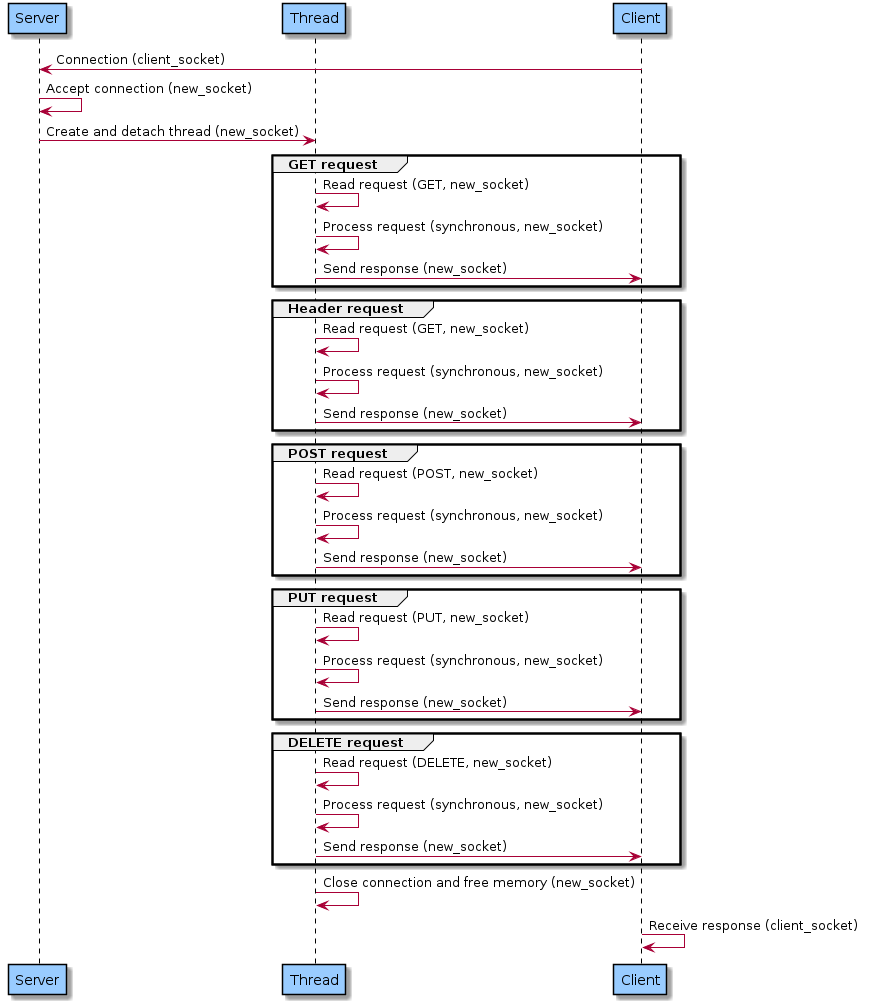 Server Thread Client
Connection (client_socket)
Accept connection (new_socket)
Create and detach thread (new_socket)
GET request
Read request (GET, new_socket)
Process request (synchronous, new_socket)
Send response (new_socket)
Header request
Read request (GET, new_socket)
Process request (synchronous, new_socket)
Send response (new_socket)
POST request
Read request (POST, new_socket)
Process request (synchronous, new_socket)
Send response (new_socket)
PUT request
Read request (PUT, new_socket)
Process request (synchronous, new_socket)
Send response (new_socket)
DELETE request
Read request (DELETE, new_socket)
Process request (synchronous, new_socket)
Send response (new_socket)
Close connection and free memory (new_socket)
Receive response (client_socket)
Server Thread Client